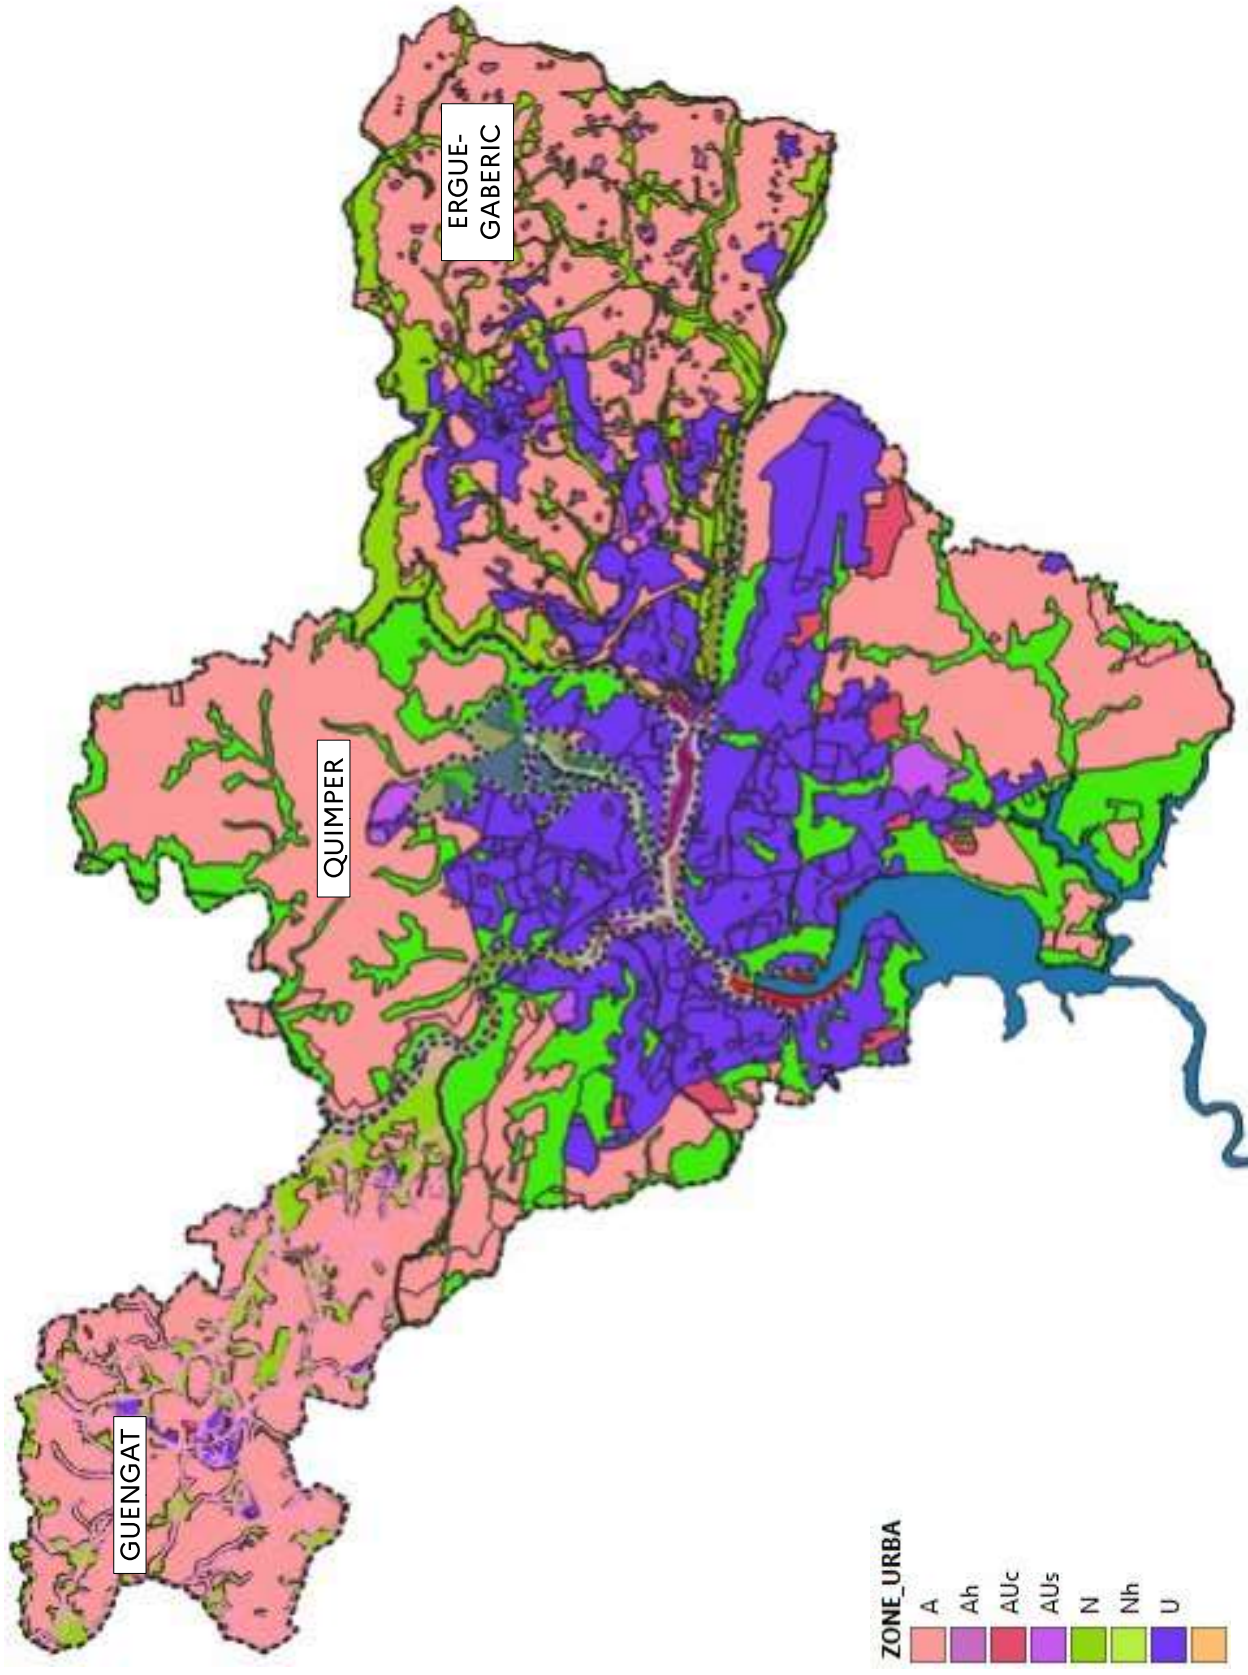 ERGUE-
GABERIC
QUIMPER
GUENGAT
ZONE_URBA
A
Ah
AUc
AUs
N
Nh
U